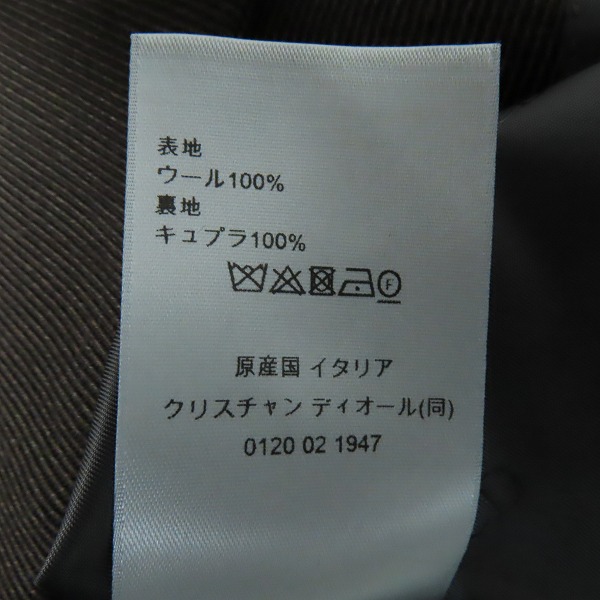 表地
ウール100%
裏地
キュプラ100%
F
原産国 イタリア
クリスチャン ディオール(同)
0120 02 1947